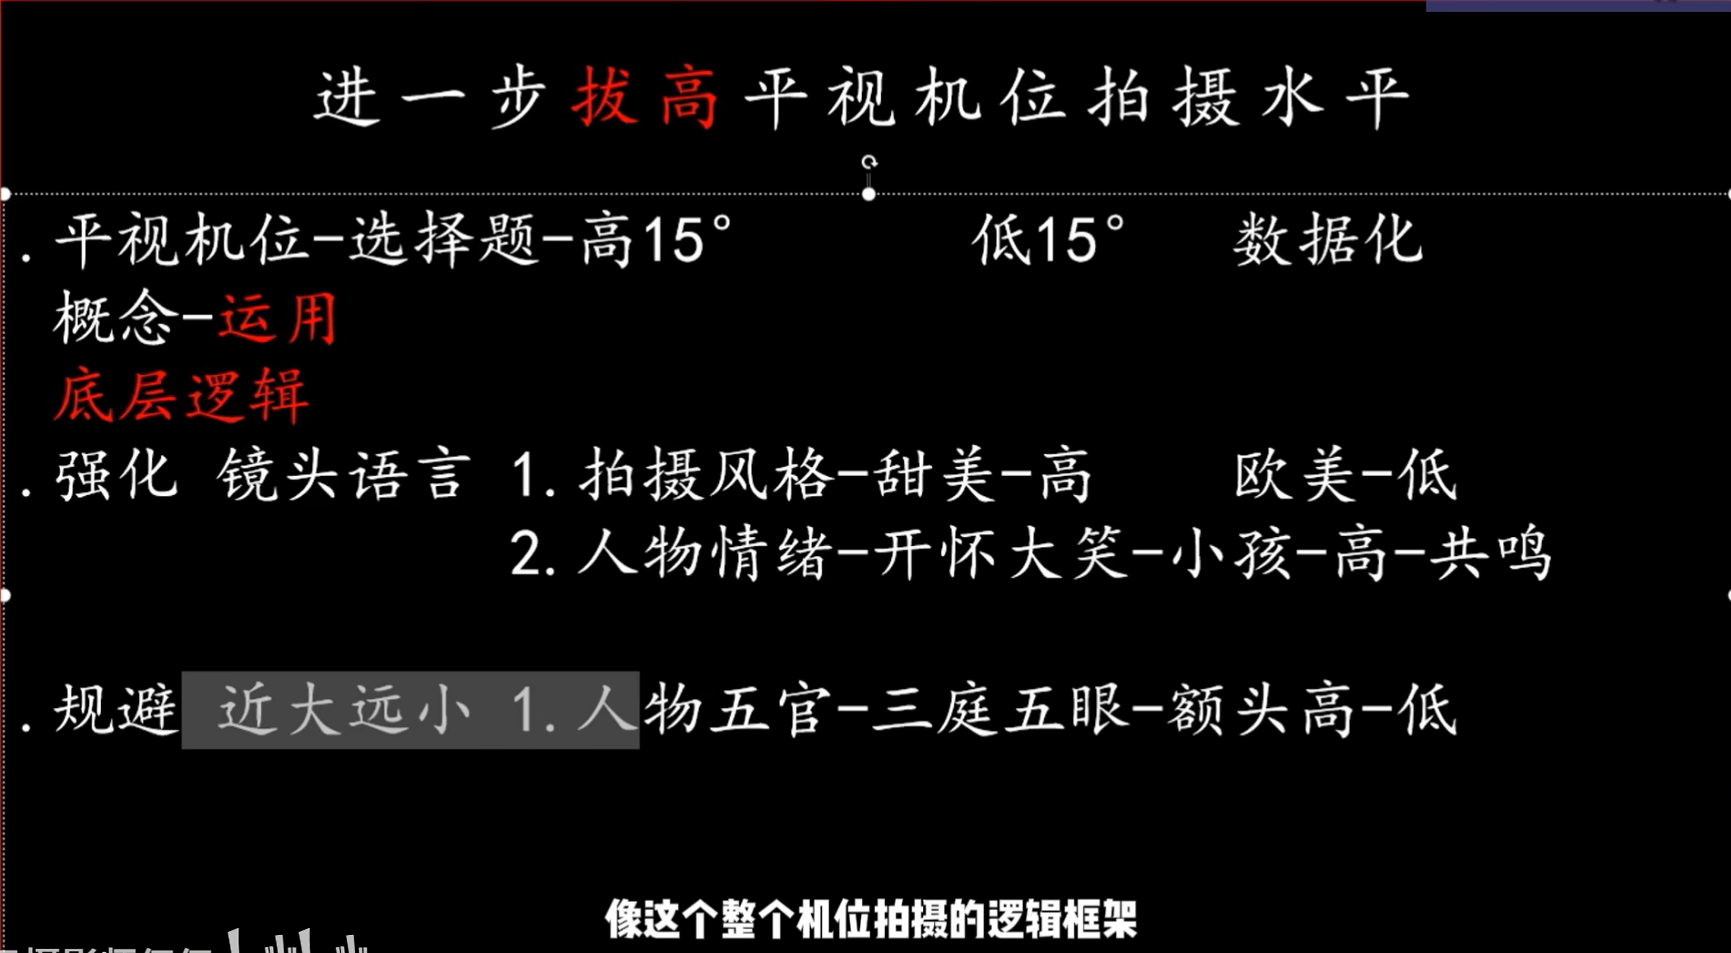 进一步拔高平视机位拍摄水平
.平视机位-选择题-高15° 低15° 数据化
概念-运用
底层逻辑
.强化 镜头语言 1.拍摄风格-甜美-高 欧美-低
2.人物情绪-开怀大笑-小孩-高-共鸣
.规避 近大远小 1.人物五官-三庭五眼-额头高-低
像这个整个机位拍摄的逻辑框架